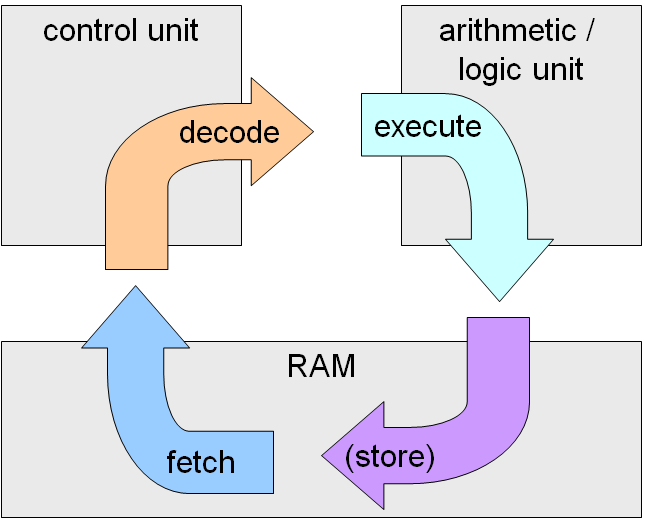 control unit
arithmetic /
logic unit
decode
execute
RAM
fetch
(store)